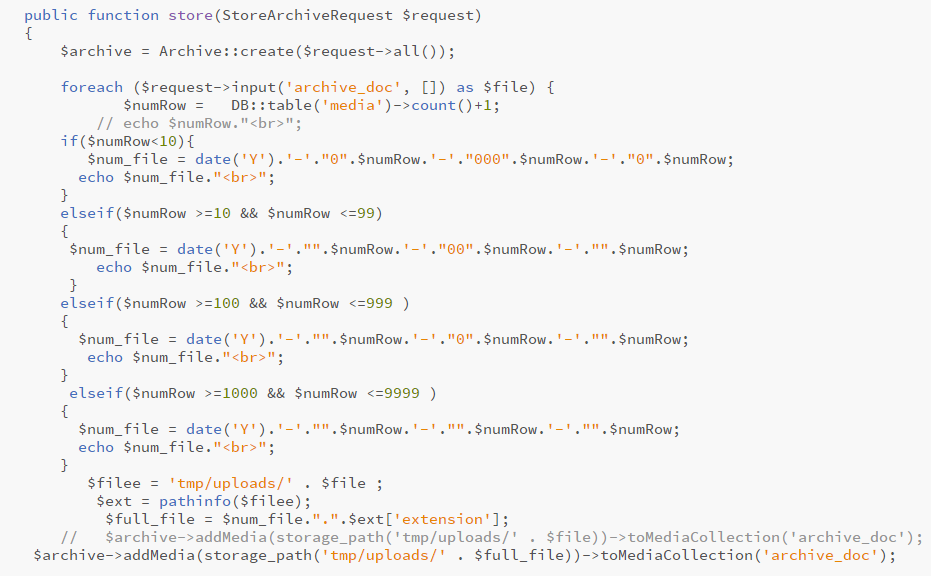 public function store(StoreArchiveRequest $request)
{
    $archive = Archive::create($request->all());

    foreach ($request->input('archive_doc', []) as $file) {
           $numRow =   DB::table('media')->count()+1;
        // echo $numRow."<br>";
    if($numRow<10){
       $num_file = date('Y').'-'."0".$numRow.'-'."000".$numRow.'-'."0".$numRow;
      echo $num_file."<br>";
    }
    elseif($numRow >=10 && $numRow <=99)
    {
     $num_file = date('Y').'-'."".$numRow.'-'."00".$numRow.'-'."".$numRow;
        echo $num_file."<br>";
     }
    elseif($numRow >=100 && $numRow <=999 )
    {
      $num_file = date('Y').'-'."".$numRow.'-'."0".$numRow.'-'."".$numRow;
       echo $num_file."<br>";
    }
     elseif($numRow >=1000 && $numRow <=9999 )
    {
      $num_file = date('Y').'-'."".$numRow.'-'."".$numRow.'-'."".$numRow;
      echo $num_file."<br>";
    }
       $filee = 'tmp/uploads/' . $file ;
        $ext = pathinfo($filee);
         $full_file = $num_file.".".$ext['extension'];
    //   $archive->addMedia(storage_path('tmp/uploads/' . $file))->toMediaCollection('archive_doc');
 $archive->addMedia(storage_path('tmp/uploads/' . $full_file))->toMediaCollection('archive_doc');